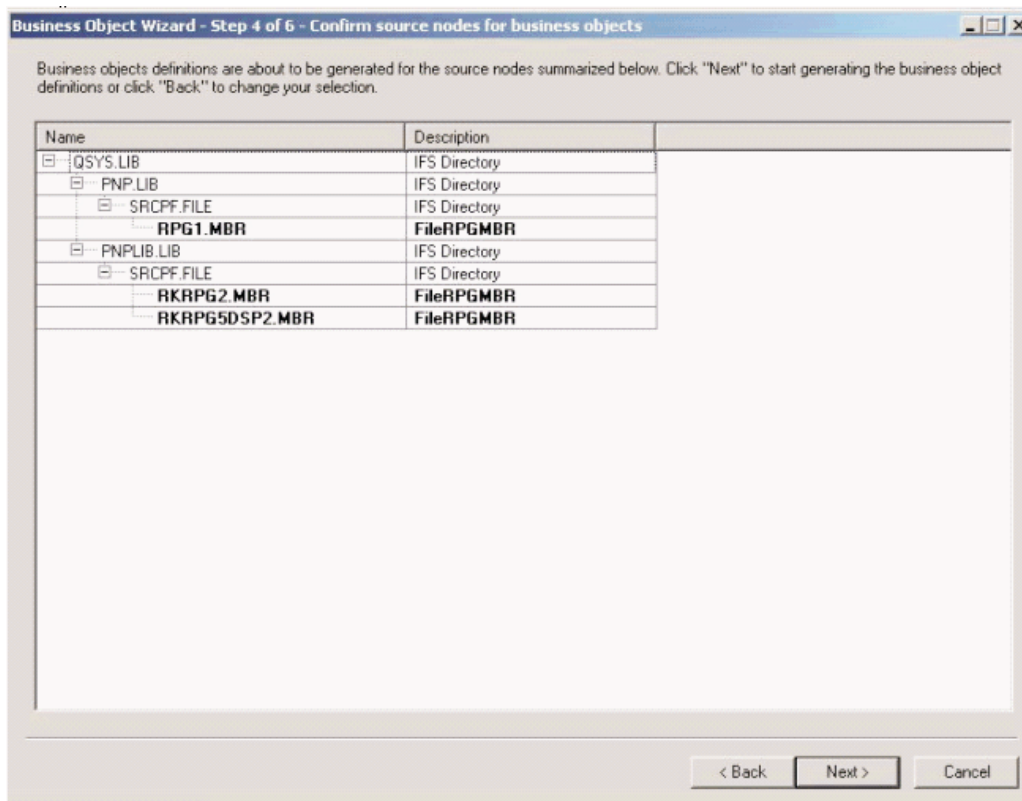 Business Object Wizard - Step 4 of 6 - Confirm source nodes for business objects
Business objects definitions are about to be generated for the source nodes summarized below. Click "Next" to start generating the business object
definitions or click "Back" to change your selection.
Name Description
QSYS.LIB IFS Directory
PNP.LIB IFS Directory
SRCPF.FILE IFS Directory
RPG1.MBR FileRPGMBR
PNPLIB.LIB IFS Directory
SRCPF.FILE IFS Directory
RKRPG2.MBR FileRPGMBR
RKRPG5DSP2.MBR FileRPGMBR
< Back Next > Cancel